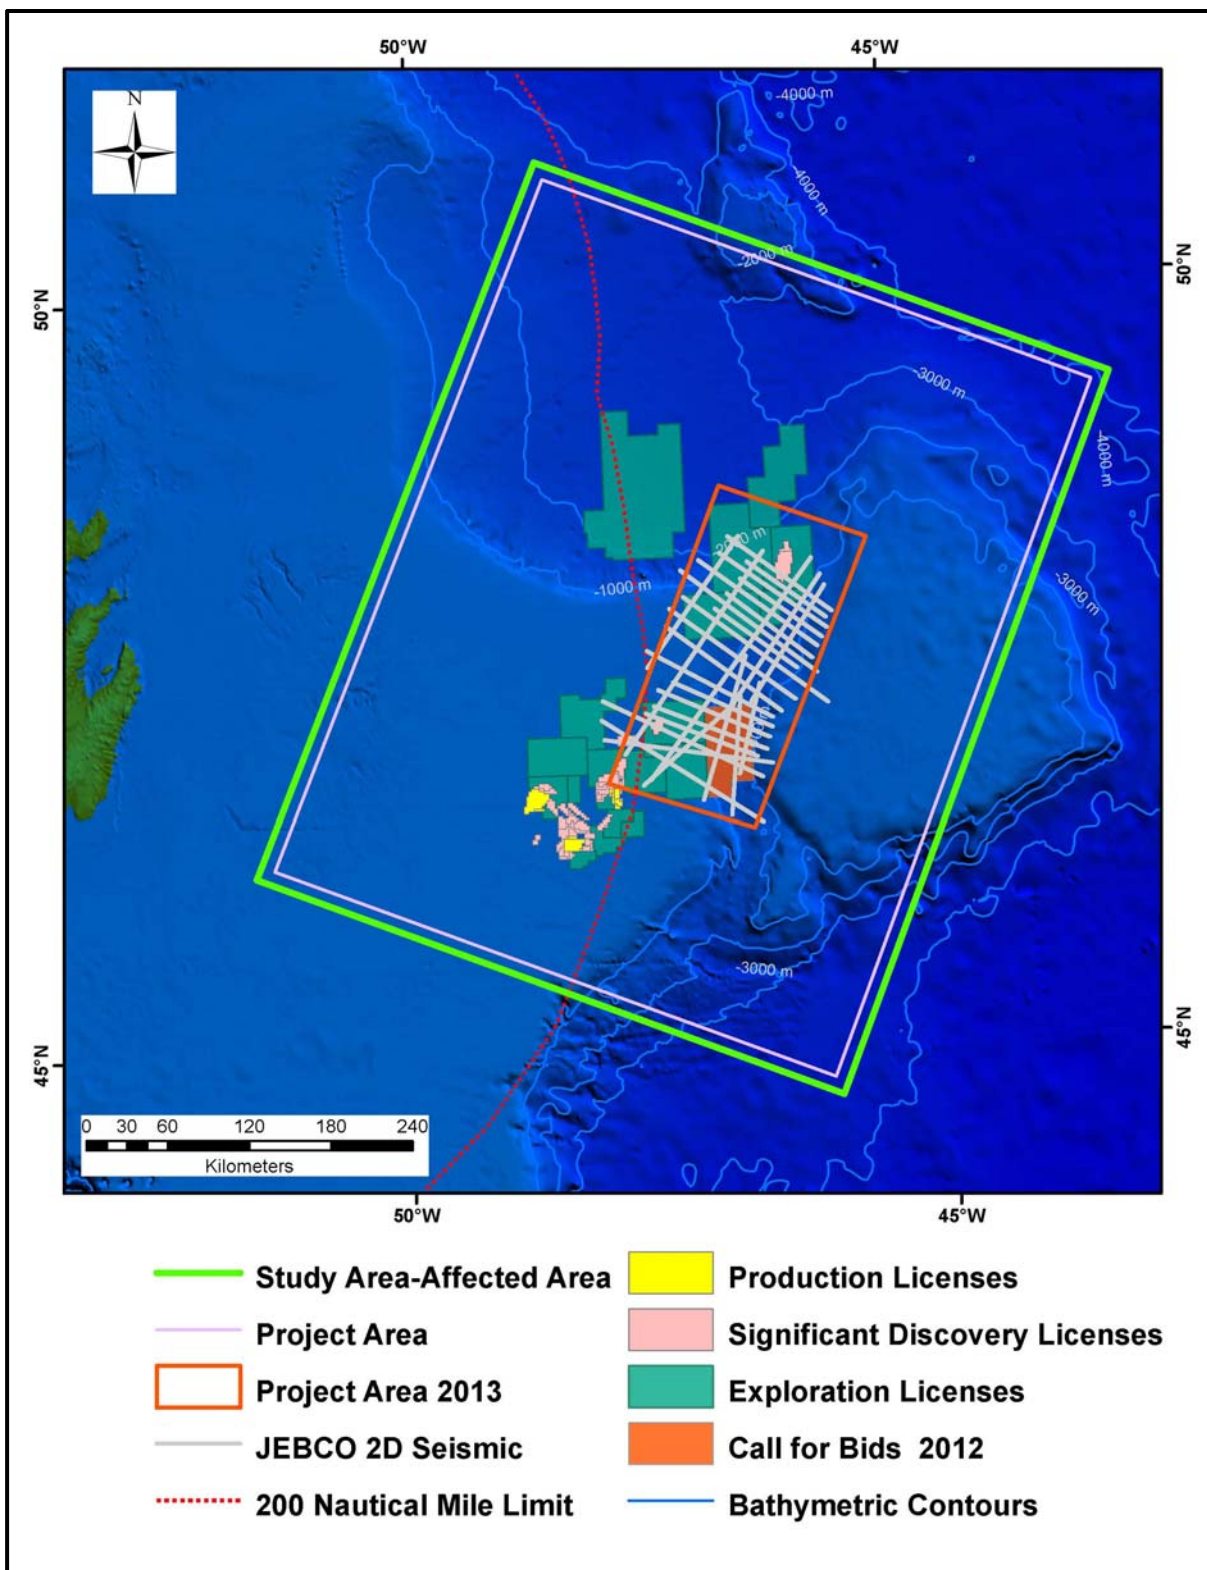 50°W 45°W
N
-4000 m
-4000 m
-2000 m
50°N
50°N
-3000 m
-4000 m
-2000 m
-1000 m
-3000 m
-3000 m
45°N
45°N
0 30 60 120 180 240
Kilometers
50°W 45°W
Study Area-Affected Area
Project Area
Project Area 2013
JEBCO 2D Seismic
200 Nautical Mile Limit
Production Licenses
Significant Discovery Licenses
Exploration Licenses
Call for Bids 2012
Bathymetric Contours